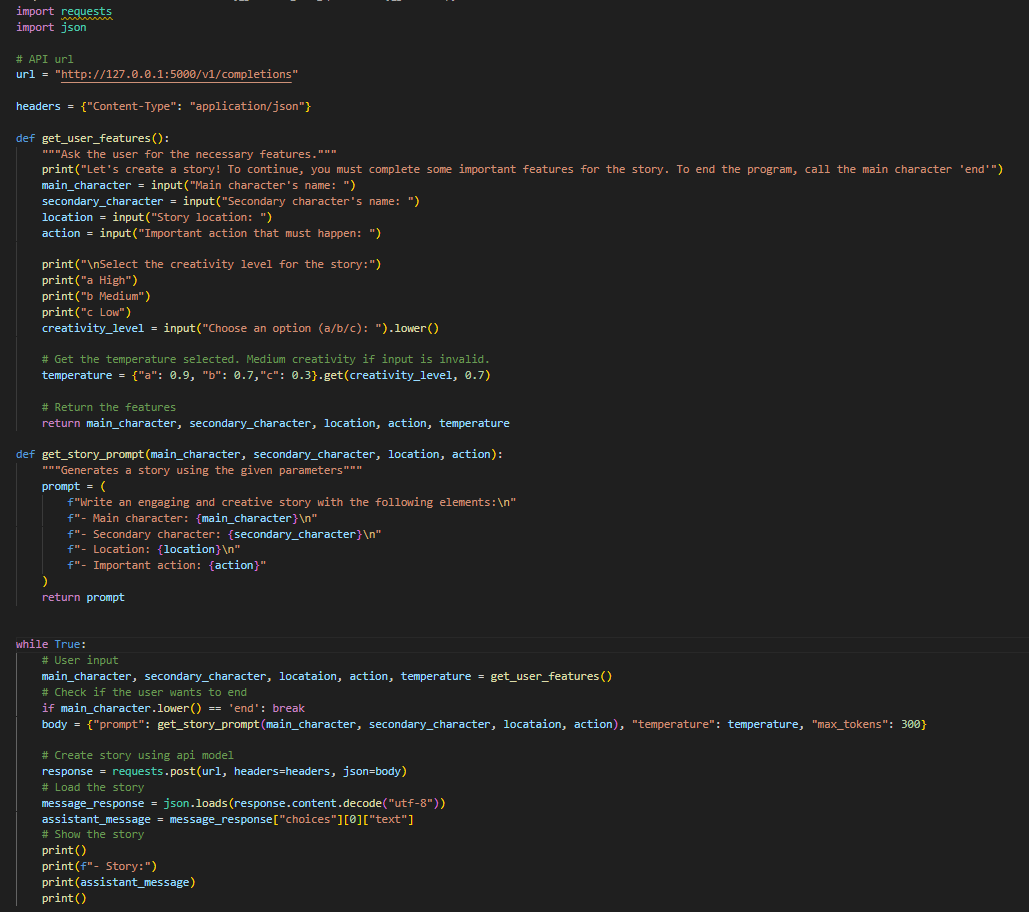 import requests
import json

# API url
url = "http://127.0.0.1:5000/v1/completions"

headers = {"Content-Type": "application/json"}

def get_user_features():
    """Ask the user for the necessary features."""
    print("Let's create a story! To continue, you must complete some important features for the story. To end the program, call the main character 'end'")
    main_character = input("Main character's name: ")
    secondary_character = input("Secondary character's name: ")
    location = input("Story location: ")
    action = input("Important action that must happen: ")

    print("\nSelect the creativity level for the story:")
    print("a High")
    print("b Medium")
    print("c Low")
    creativity_level = input("Choose an option (a/b/c): ").lower()

    # Get the temperature selected. Medium creativity if input is invalid.
    temperature = {"a": 0.9, "b": 0.7,"c": 0.3}.get(creativity_level, 0.7)

    # Return the features
    return main_character, secondary_character, location, action, temperature

def get_story_prompt(main_character, secondary_character, location, action):
    """Generates a story using the given parameters"""
    prompt = (
        f"Write an engaging and creative story with the following elements:\n"
        f"- Main character: {main_character}\n"
        f"- Secondary character: {secondary_character}\n"
        f"- Location: {location}\n"
        f"- Important action: {action}"
    )
    return prompt


while True:
    # User input
    main_character, secondary_character, locataion, action, temperature = get_user_features()
    # Check if the user wants to end
    if main_character.lower() == 'end': break
    body = {"prompt": get_story_prompt(main_character, secondary_character, locataion, action), "temperature": temperature, "max_tokens": 300}

    # Create story using api model
    response = requests.post(url, headers=headers, json=body)
    # Load the story
    message_response = json.loads(response.content.decode("utf-8"))
    assistant_message = message_response["choices"][0]["text"]
    # Show the story
    print()
    print(f"- Story:")
    print(assistant_message)
    print()